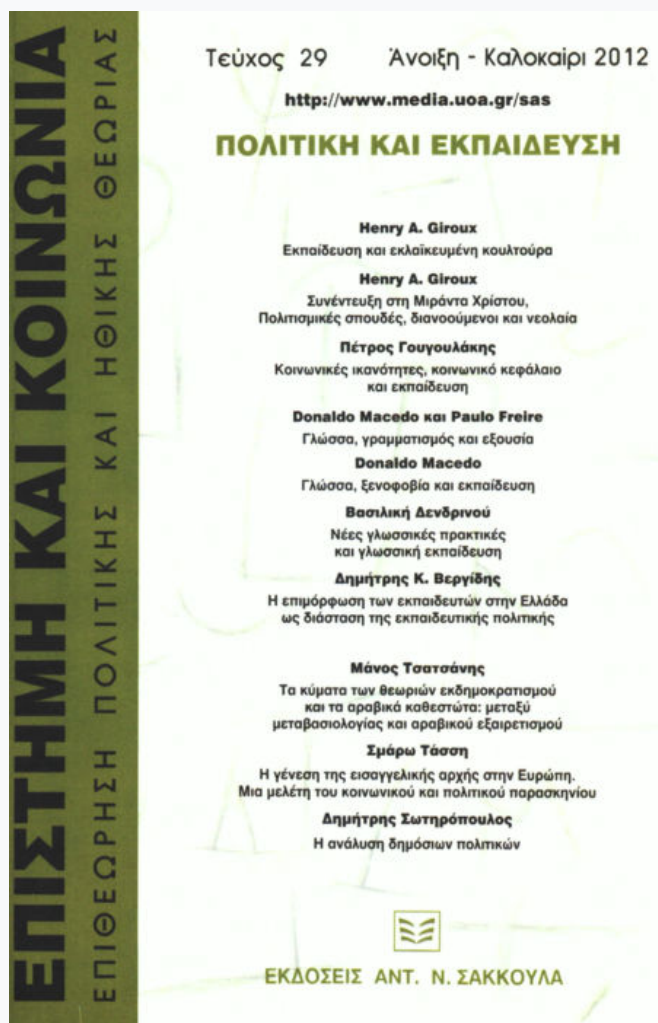 ΕΠΙΣΤΗΜΗ ΚΑΙ ΚΟΙΝΩΝΙΑ
ΕΠΙΘΕΩΡΗΣΗ ΠΟΛΙΤΙΚΗΣ ΚΑΙ ΗΘΙΚΗΣ ΘΕΩΡΙΑΣ
Τεύχος 29 Άνοιξη - Καλοκαίρι 2012
http://www.media.uoa.gr/sas
ΠΟΛΙΤΙΚΗ ΚΑΙ ΕΚΠΑΙΔΕΥΣΗ
Henry A. Giroux
Εκπαίδευση και εκλαϊκευμένη κουλτούρα
Henry A. Giroux
Συνέντευξη στη Μιράντα Χρίστου,
Πολιτισμικές σπουδές, διανοούμενοι και νεολαία
Πέτρος Γουγουλάκης
Κοινωνικές ικανότητες, κοινωνικό κεφάλαιο
και εκπαίδευση
Donaldo Macedo και Paulo Freire
Γλώσσα, γραμματισμός και εξουσία
Donaldo Macedo
Γλώσσα, ξενοφοβία και εκπαίδευση
Βασιλική Δενδρινού
Νέες γλωσσικές πρακτικές
και γλωσσική εκπαίδευση
Δημήτρης Κ. Βεργίδης
Η επιμόρφωση των εκπαιδευτών στην Ελλάδα
ως διάσταση της εκπαιδευτικής πολιτικής
Μάνος Τσατσάνης
Τα κύματα των θεωριών εκδημοκρατισμού
και τα αραβικά καθεστώτα: μεταξύ
μεταβασιολογίας και αραβικού εξαιρετισμού
Σμάρω Τάσση
Η γένεση της εισαγγελικής αρχής στην Ευρώπη.
Μια μελέτη του κοινωνικού και πολιτικού παρασκηνίου
Δημήτρης Σωτηρόπουλος
Η ανάλυση δημόσιων πολιτικών
ΕΚΔΟΣΕΙΣ ΑΝΤ. Ν. ΣΑΚΚΟΥΛΑ